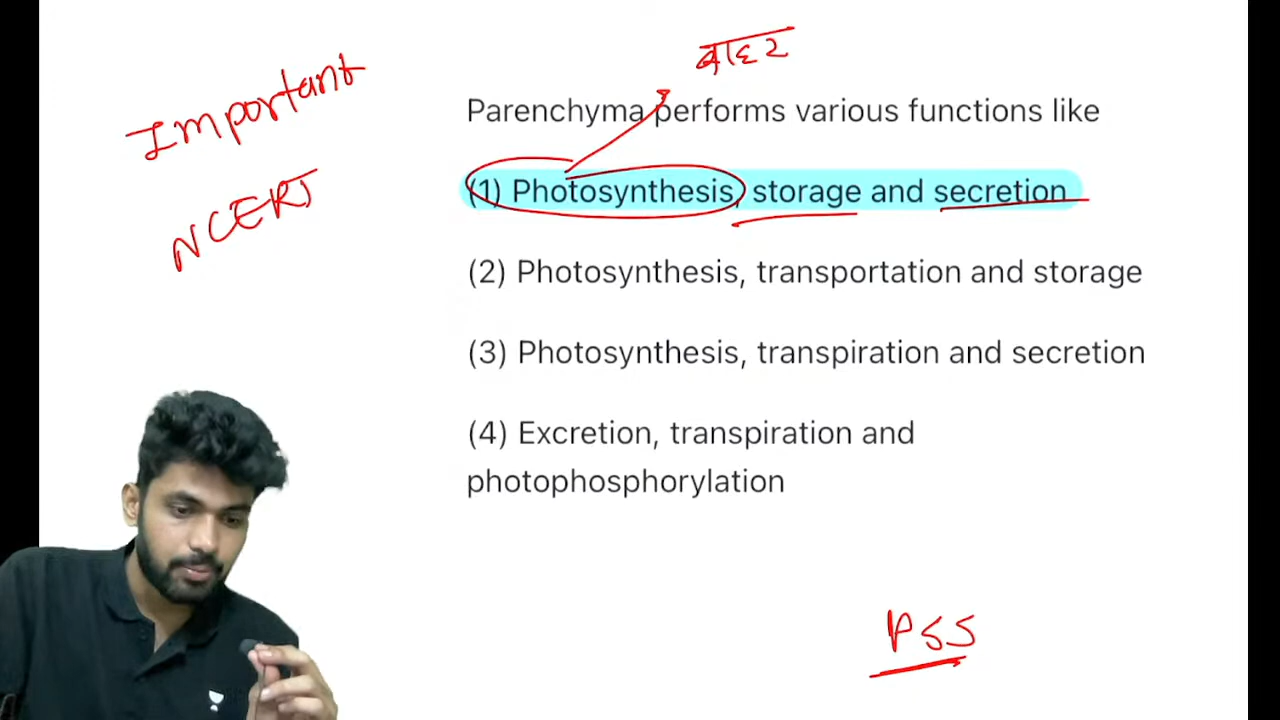 बाहर
Important
NCERT
Parenchyma performs various functions like
(1) Photosynthesis, storage and secretion
(2) Photosynthesis, transportation and storage
(3) Photosynthesis, transpiration and secretion
(4) Excretion, transpiration and
photophosphorylation
PSS